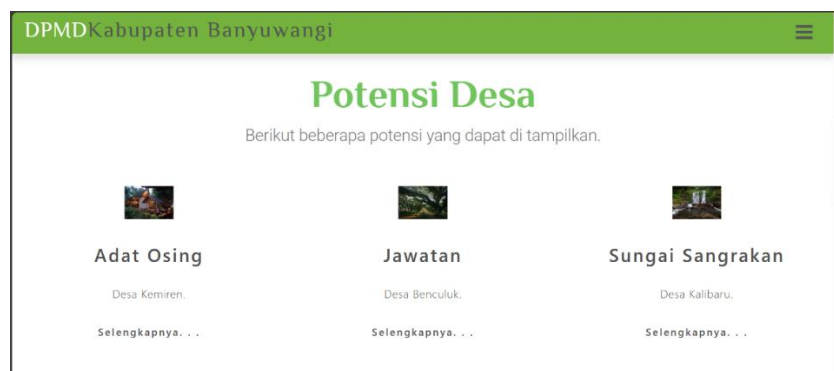 DPMDKabupaten Banyuwangi
Potensi Desa
Berikut beberapa potensi yang dapat di tampilkan.
Adat Osing
Jawatan
Sungai Sangrakan
Desa Kemiren.
Desa Benculuk.
Desa Kalibaru.
Selengkapnya. . .
Selengkapnya. . .
Selengkapnya. . .